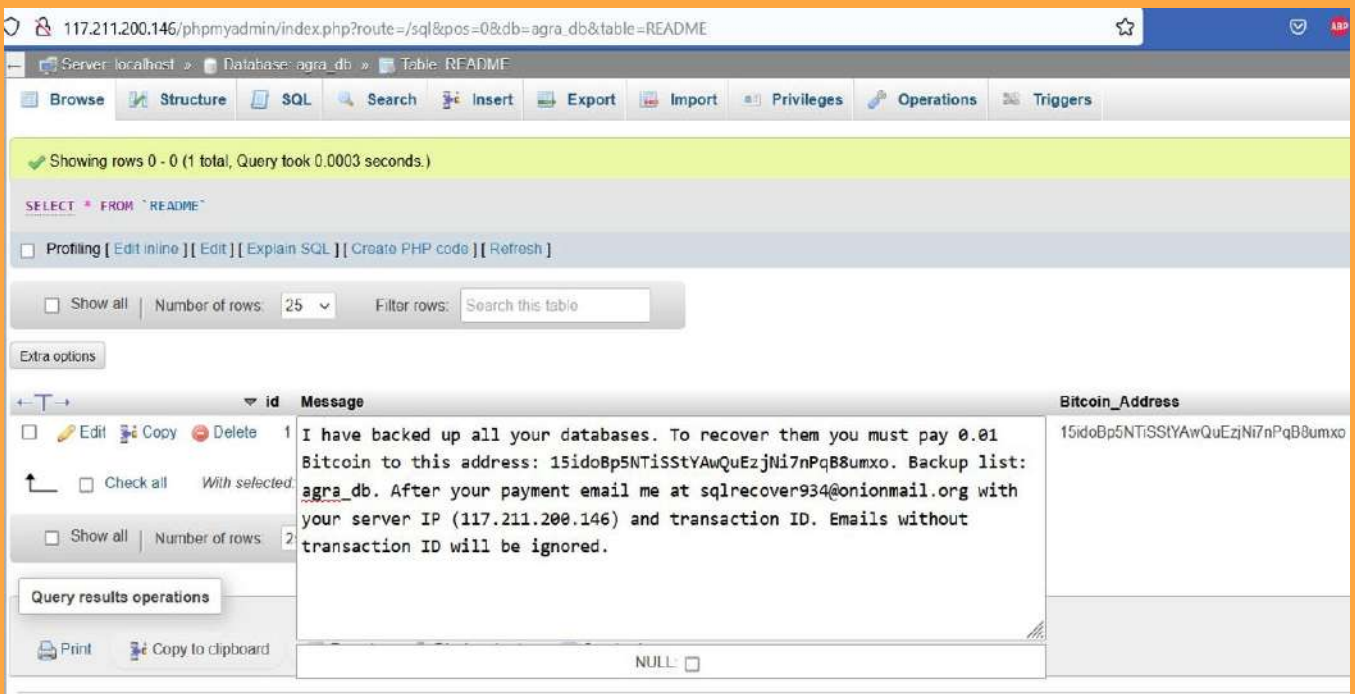 117.211.200.146/phpmyadmin/index.php?route=/sql&pos=0&db=agra_db&table=README
ABP
Server: localhost » Database: agra_db » Table: README
Browse Structure SQL Search Insert Export Import Privileges Operations Triggers
Showing rows 0 - 0 (1 total, Query took 0.0003 seconds.)
SELECT * FROM `README`
Profiling [ Edit inline ] [ Edit ] [ Explain SQL ] [ Create PHP code ] [ Refresh ]
Show all | Number of rows: 25 Filter rows: Search this table
Extra options
←T→ id Message Bitcoin_Address
Edit Copy Delete 1 I have backed up all your databases. To recover them you must pay 0.01 15idoBp5NTiSStYAwQuEzjNi7nPqB8umxo
Bitcoin to this address: 15idoBp5NTiSStYAwQuEzjNi7nPqB8umxo. Backup list:
Check all With selected: agra_db. After your payment email me at sqlrecover934@onionmail.org with
your server IP (117.211.200.146) and transaction ID. Emails without
Show all | Number of rows: 2 transaction ID will be ignored.
Query results operations
Print Copy to clipboard
NULL: